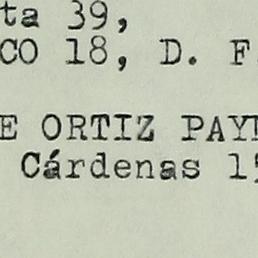 ta 39,
CO 18, D. F
E ORTIZ PAY
Cárdenas 1